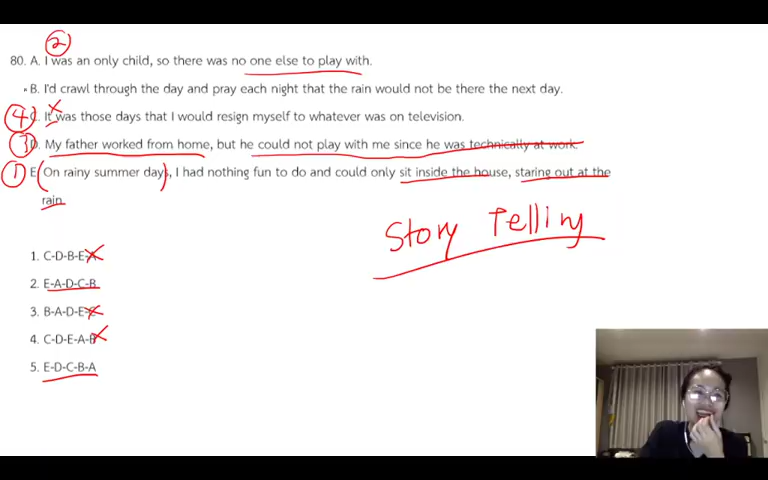 ②
80. A. I was an only child, so there was no one else to play with.
B. I'd crawl through the day and pray each night that the rain would not be there the next day.
④ C. It was those days that I would resign myself to whatever was on television.
③ D. My father worked from home, but he could not play with me since he was technically at work.
① E. (On rainy summer days), I had nothing fun to do and could only sit inside the house, staring out at the
rain.
Story Telling
1. C-D-B-E-
2. E-A-D-C-B
3. B-A-D-E-
4. C-D-E-A-B
5. E-D-C-B-A